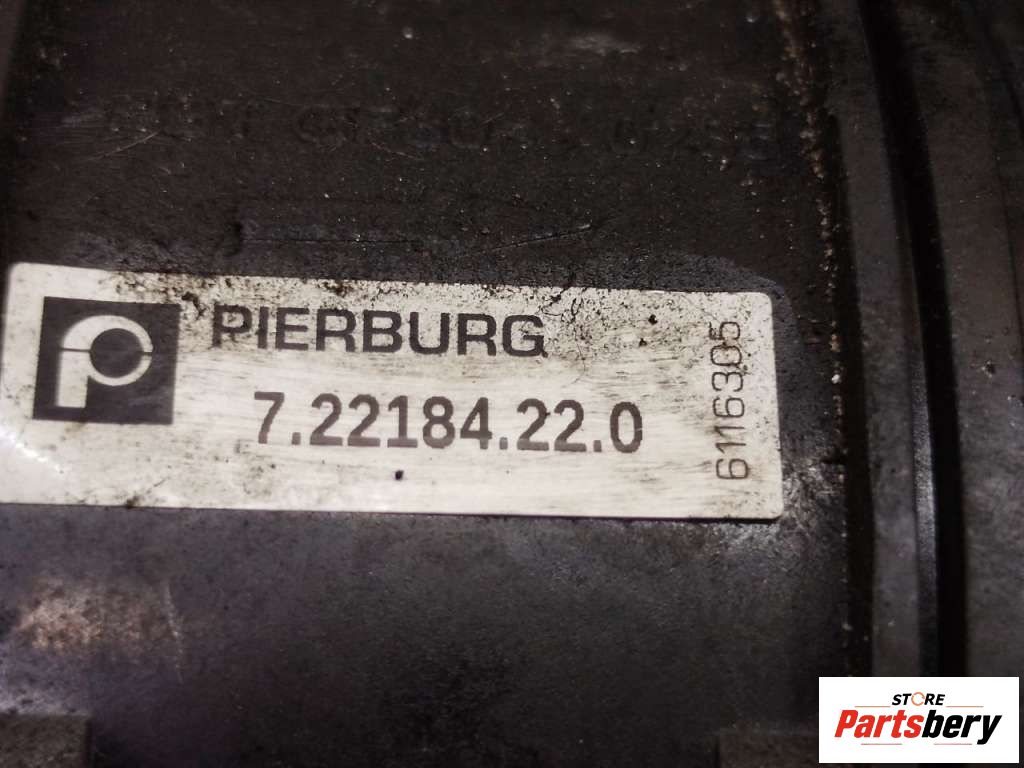 PIERBURG
7.22184.22.0
6116305
STORE
Partsbery